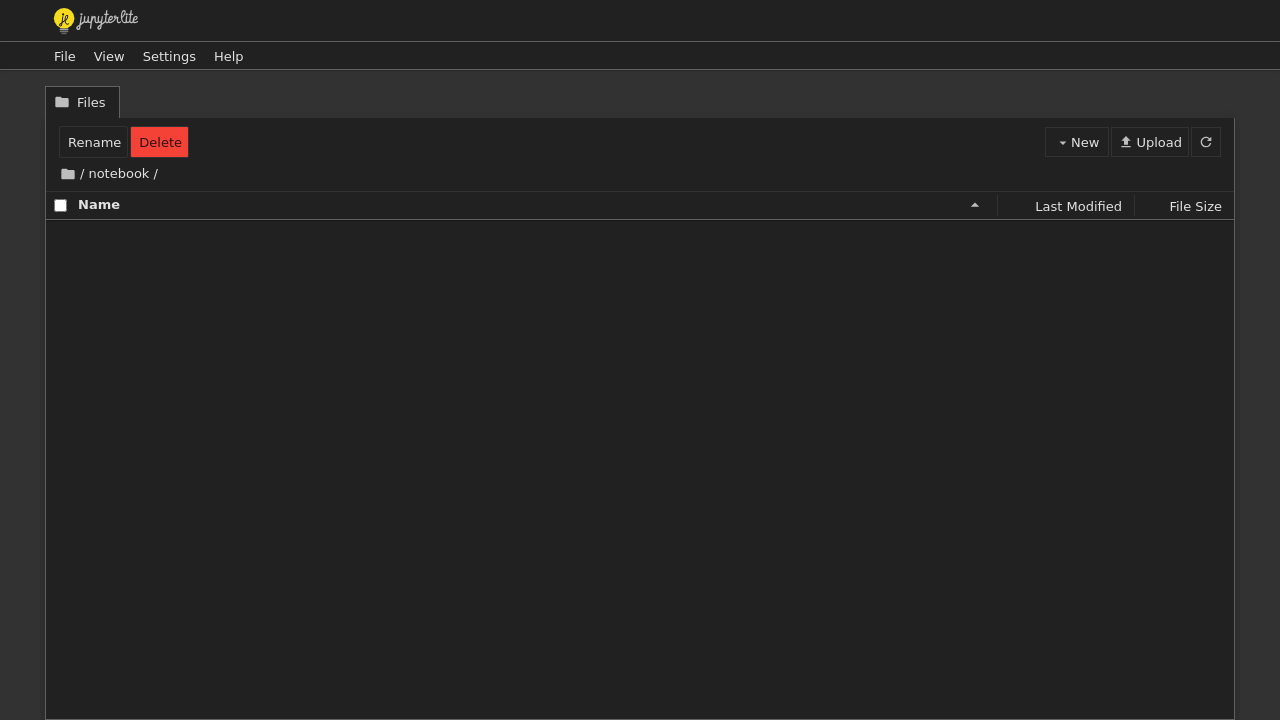 jupyterlite
File View Settings Help
Files
Rename Delete New Upload
/ notebook /
Name Last Modified File Size